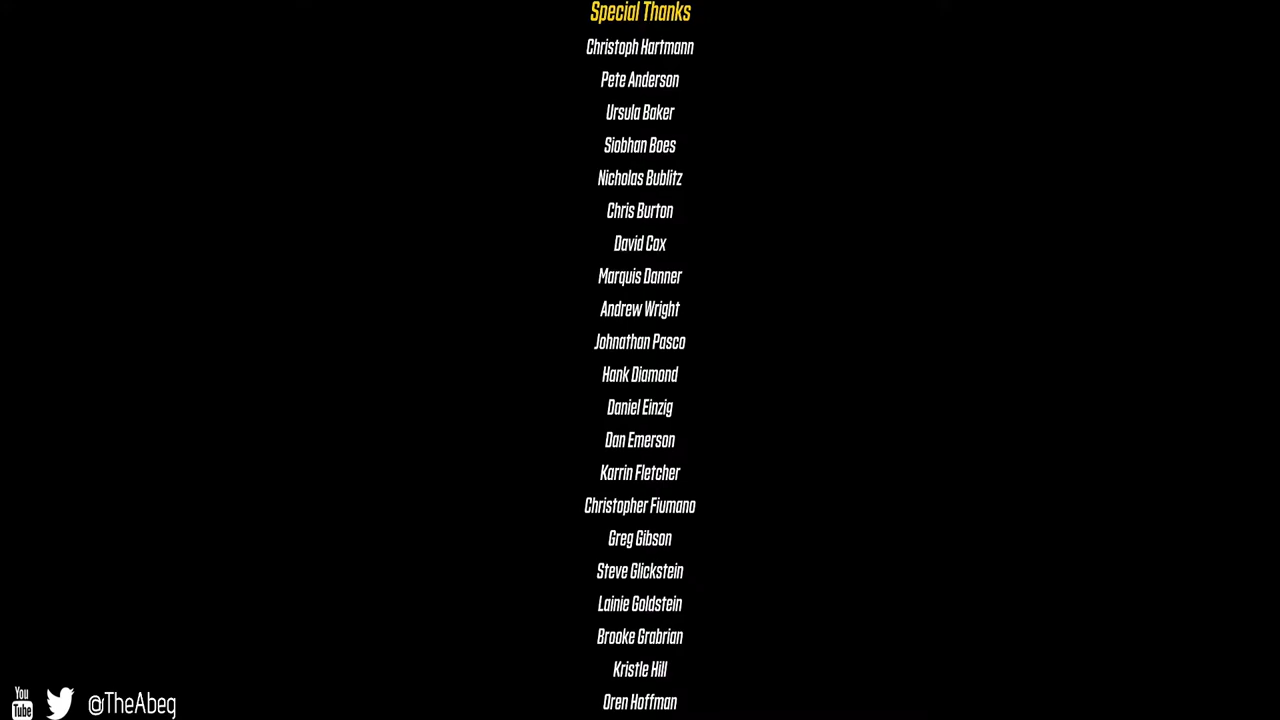 Special Thanks
Christoph Hartmann
Pete Anderson
Ursula Baker
Siobhan Boes
Nicholas Bublitz
Chris Burton
David Cox
Marquis Danner
Andrew Wright
Johnathan Pasco
Hank Diamond
Daniel Einzig
Dan Emerson
Karrin Fletcher
Christopher Fiumano
Greg Gibson
Steve Glickstein
Lainie Goldstein
Brooke Grabrian
Kristle Hill
Oren Hoffman
You
Tube
@TheAbeg